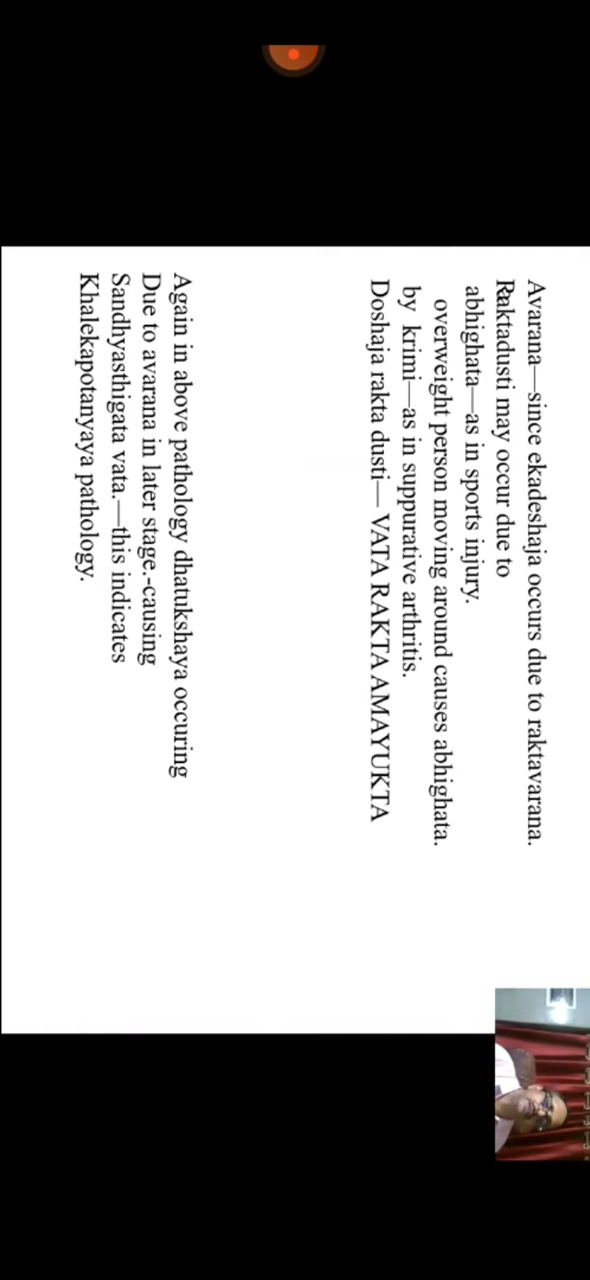 Avarana—since ekadeshaja occurs due to raktavarana.
Raktadusti may occur due to
abhighata—as in sports injury.
overweight person moving around causes abhighata.
by krimi—as in suppurative arthritis.
Doshaja rakta dusti— VATA RAKTA AMAYUKTA
Again in above pathology dhatukshaya occuring
Due to avarana in later stage.-causing
Sandhyasthigata vata.—this indicates
Khalekapotanyaya pathology.